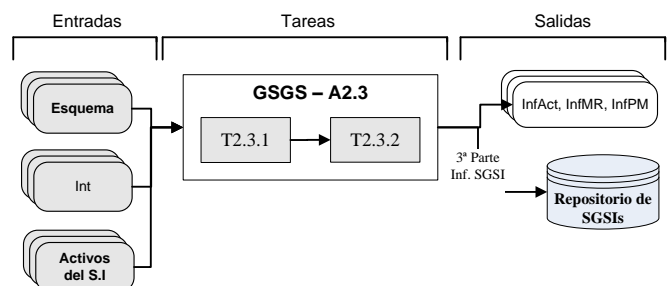 Entradas
Tareas
Salidas
Esquema
Int
Activos
del S.I
GSGS – A2.3
T2.3.1
T2.3.2
InfAct, InfMR, InfPM
3ª Parte
Inf. SGSI
Repositorio de
SGSIs